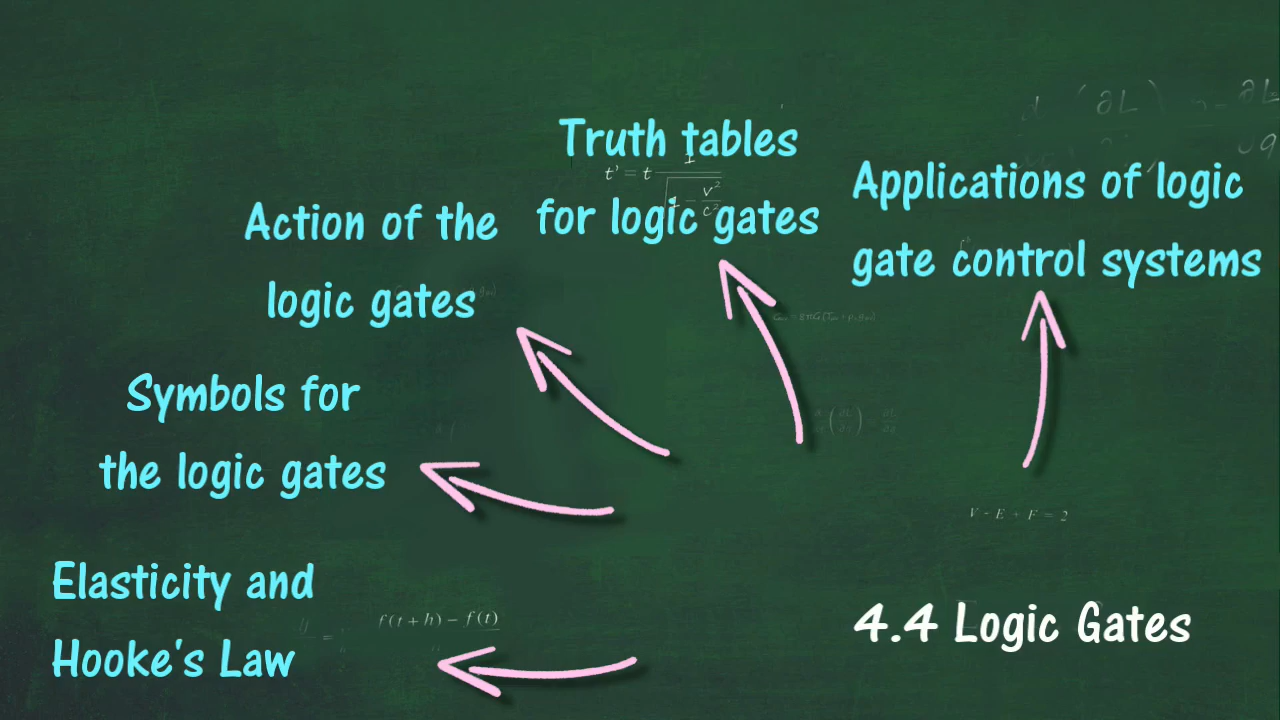 Truth tables
for logic gates
Applications of logic
gate control systems
Action of the
logic gates
Symbols for
the logic gates
Elasticity and
Hooke's Law
4.4 Logic Gates
V - E + F = 2
f(t + h) - f(t)